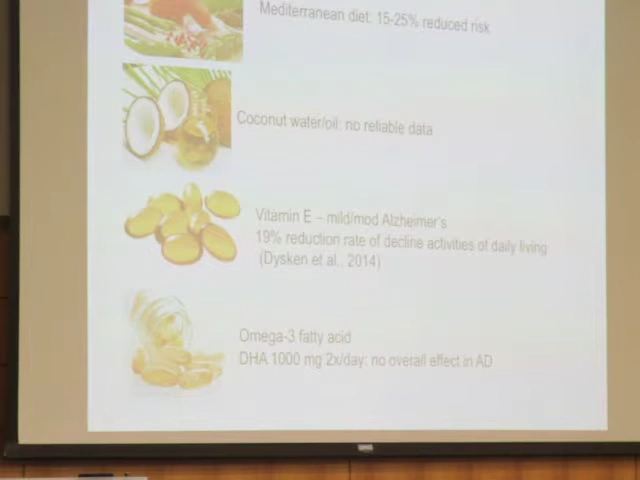 Mediterranean diet: 15-25% reduced risk
Coconut water/oil: no reliable data
Vitamin E – mild/mod Alzheimer's
19% reduction rate of decline activities of daily living
(Dysken et al., 2014)
Omega-3 fatty acid
DHA 1000 mg 2x/day: no overall effect in AD